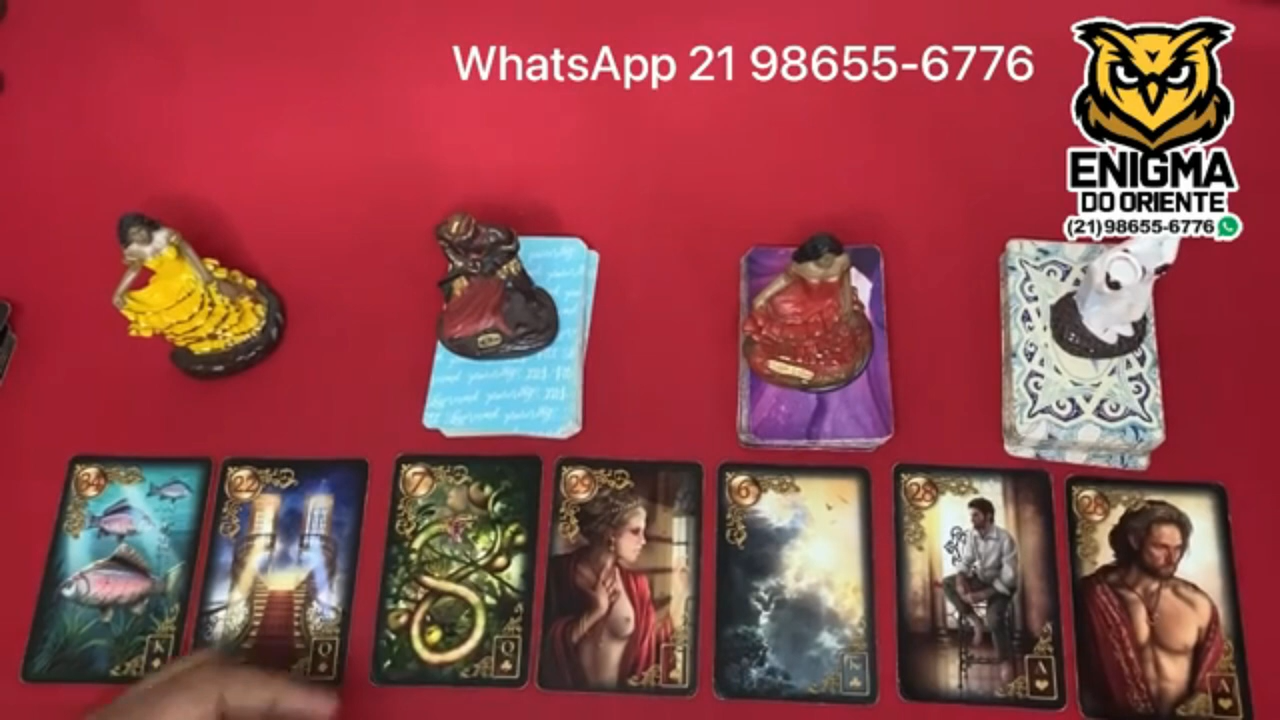 WhatsApp 21 98655-6776
ENIGMA
DO ORIENTE
(21)98655-6776
34
22
7
29
6
28
28
K
Q
Q
K
A
A